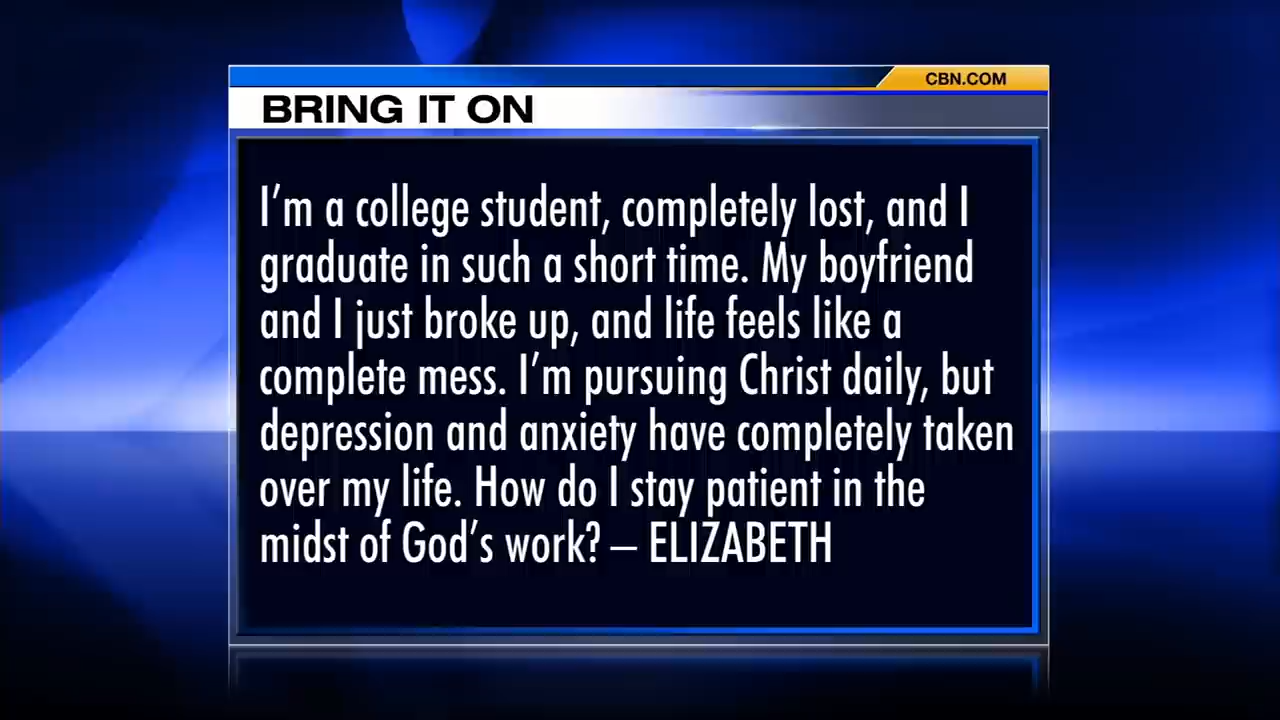 CBN.COM
BRING IT ON
I'm a college student, completely lost, and I
graduate in such a short time. My boyfriend
and I just broke up, and life feels like a
complete mess. I'm pursuing Christ daily, but
depression and anxiety have completely taken
over my life. How do I stay patient in the
midst of God's work? – ELIZABETH